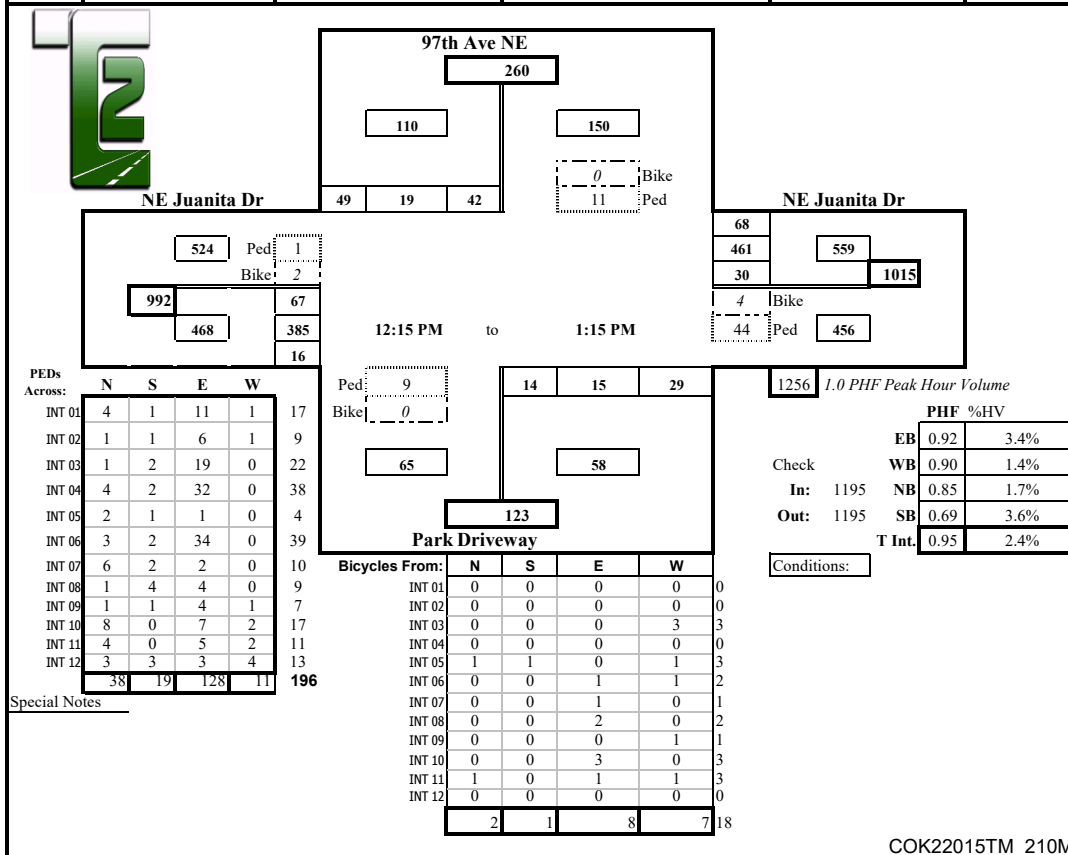 T2
97th Ave NE
260
110 150
0 Bike
11 Ped
NE Juanita Dr 49 19 42 NE Juanita Dr
68
524 Ped 1 461 559
Bike 2 30 1015
992 67 4 Bike
468 385 12:15 PM to 1:15 PM 44 Ped 456
16
PEDs
Across: N S E W Ped 9 14 15 29 1256 1.0 PHF Peak Hour Volume
INT 01 4 1 11 1 17 Bike 0 PHF %HV
INT 02 1 1 6 1 9 EB 0.92 3.4%
INT 03 1 2 19 0 22 65 58 Check WB 0.90 1.4%
INT 04 4 2 32 0 38 In: 1195 NB 0.85 1.7%
INT 05 2 1 1 0 4 123 Out: 1195 SB 0.69 3.6%
INT 06 3 2 34 0 39 Park Driveway T Int. 0.95 2.4%
INT 07 6 2 2 0 10 Bicycles From: N S E W Conditions:
INT 08 1 4 4 0 9 INT 01 0 0 0 0 0
INT 09 1 1 4 1 7 INT 02 0 0 0 0 0
INT 10 8 0 7 2 17 INT 03 0 0 0 3 3
INT 11 4 0 5 2 11 INT 04 0 0 0 0 0
INT 12 3 3 3 4 13 INT 05 1 1 0 1 3
38 19 128 11 196 INT 06 0 0 1 1 2
Special Notes INT 07 0 0 1 0 1
INT 08 0 0 2 0 2
INT 09 0 0 0 1 1
INT 10 0 0 3 0 3
INT 11 1 0 1 1 3
INT 12 0 0 0 0 0
2 1 8 7 18
COK22015TM_210M